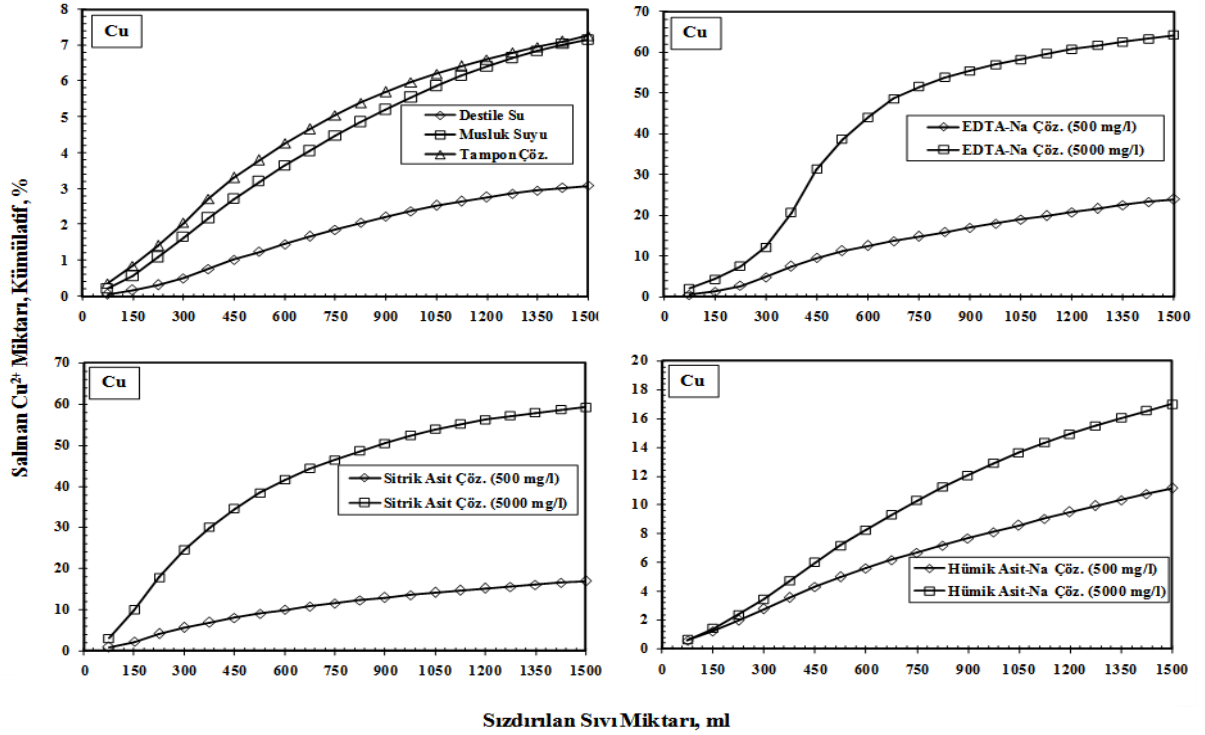 Salınan Cu²⁺ Miktarı, Kümülatif, %
Cu
8
7
6
5
4
3
2
1
0
Destile Su
Musluk Suyu
Tampon Çöz.
0 150 300 450 600 750 900 1050 1200 1350 1500
Cu
70
60
50
40
30
20
10
0
EDTA-Na Çöz. (500 mg/l)
EDTA-Na Çöz. (5000 mg/l)
0 150 300 450 600 750 900 1050 1200 1350 1500
Cu
70
60
50
40
30
20
10
0
Sitrik Asit Çöz. (500 mg/l)
Sitrik Asit Çöz. (5000 mg/l)
0 150 300 450 600 750 900 1050 1200 1350 1500
Cu
20
18
16
14
12
10
8
6
4
2
0
Hümik Asit-Na Çöz. (500 mg/l)
Hümik Asit-Na Çöz. (5000 mg/l)
0 150 300 450 600 750 900 1050 1200 1350 1500
Sızdırılan Sıvı Miktarı, ml